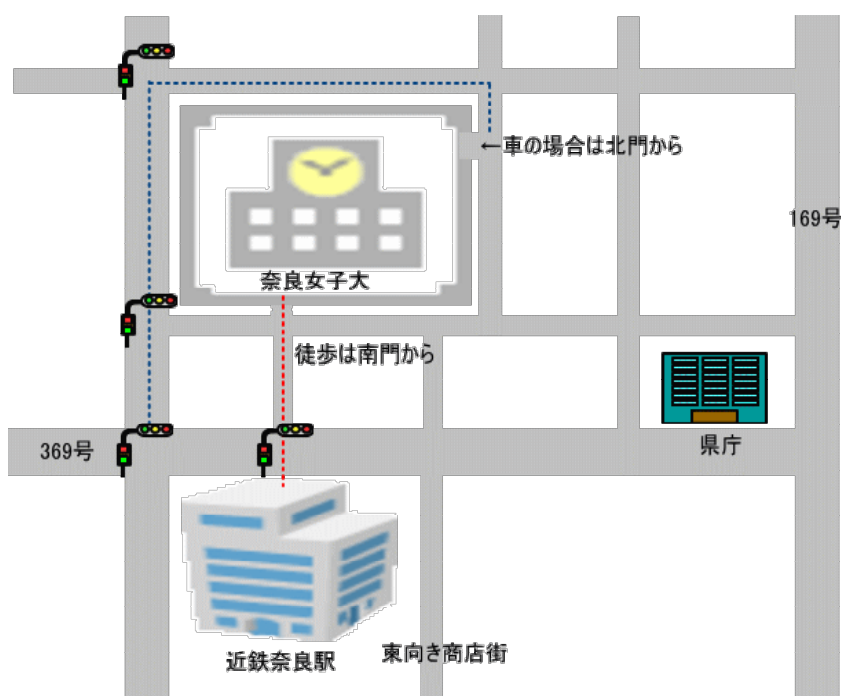 ←車の場合は北門から
169号
奈良女子大
徒歩は南門から
369号
県庁
近鉄奈良駅
東向き商店街